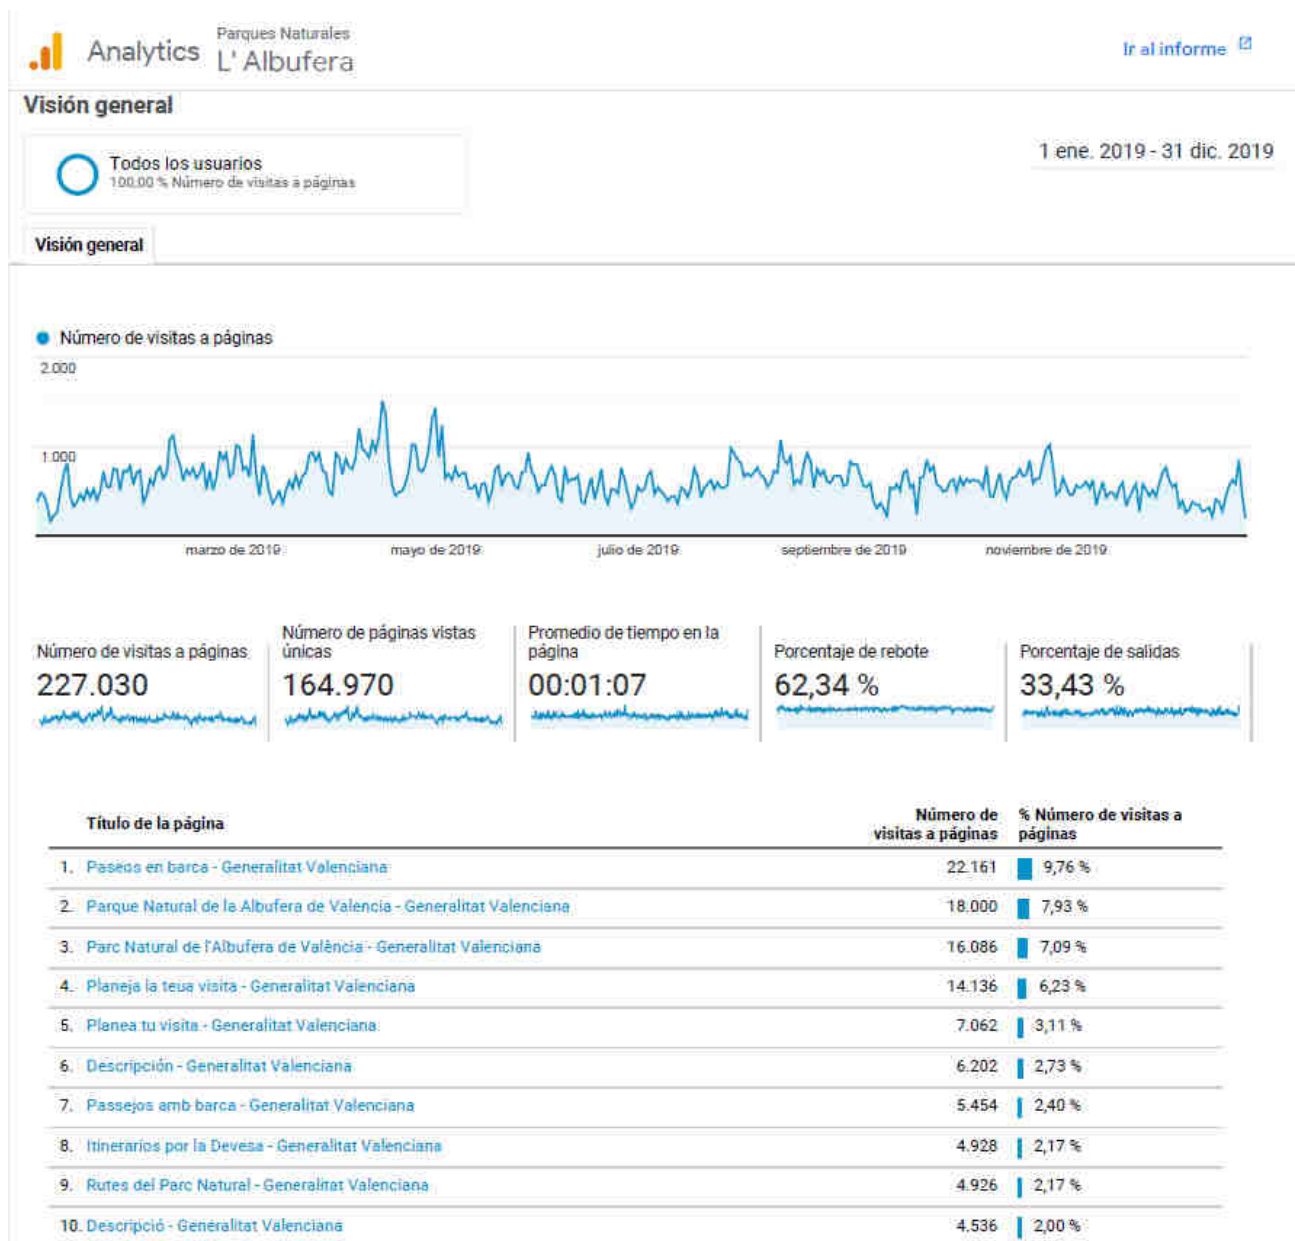 Analytics
Parques Naturales
L' Albufera
Ir al informe
Visión general
Todos los usuarios
100,00 % Número de visitas a páginas
1 ene. 2019 - 31 dic. 2019
Visión general
Número de visitas a páginas
2.000
1.000
marzo de 2019 mayo de 2019 julio de 2019 septiembre de 2019 noviembre de 2019
Número de visitas a páginas
227.030
Número de páginas vistas
únicas
164.970
Promedio de tiempo en la
página
00:01:07
Porcentaje de rebote
62,34 %
Porcentaje de salidas
33,43 %
Título de la página
Número de
visitas a páginas
% Número de visitas a
páginas
1. Paseos en barca - Generalitat Valenciana 22.161 9,76 %
2. Parque Natural de la Albufera de Valencia - Generalitat Valenciana 18.000 7,93 %
3. Parc Natural de l'Albufera de València - Generalitat Valenciana 16.086 7,09 %
4. Planeja la teua visita - Generalitat Valenciana 14.136 6,23 %
5. Planea tu visita - Generalitat Valenciana 7.062 3,11 %
6. Descripción - Generalitat Valenciana 6.202 2,73 %
7. Passejos amb barca - Generalitat Valenciana 5.454 2,40 %
8. Itinerarios por la Devesa - Generalitat Valenciana 4.928 2,17 %
9. Rutes del Parc Natural - Generalitat Valenciana 4.926 2,17 %
10. Descripció - Generalitat Valenciana 4.536 2,00 %